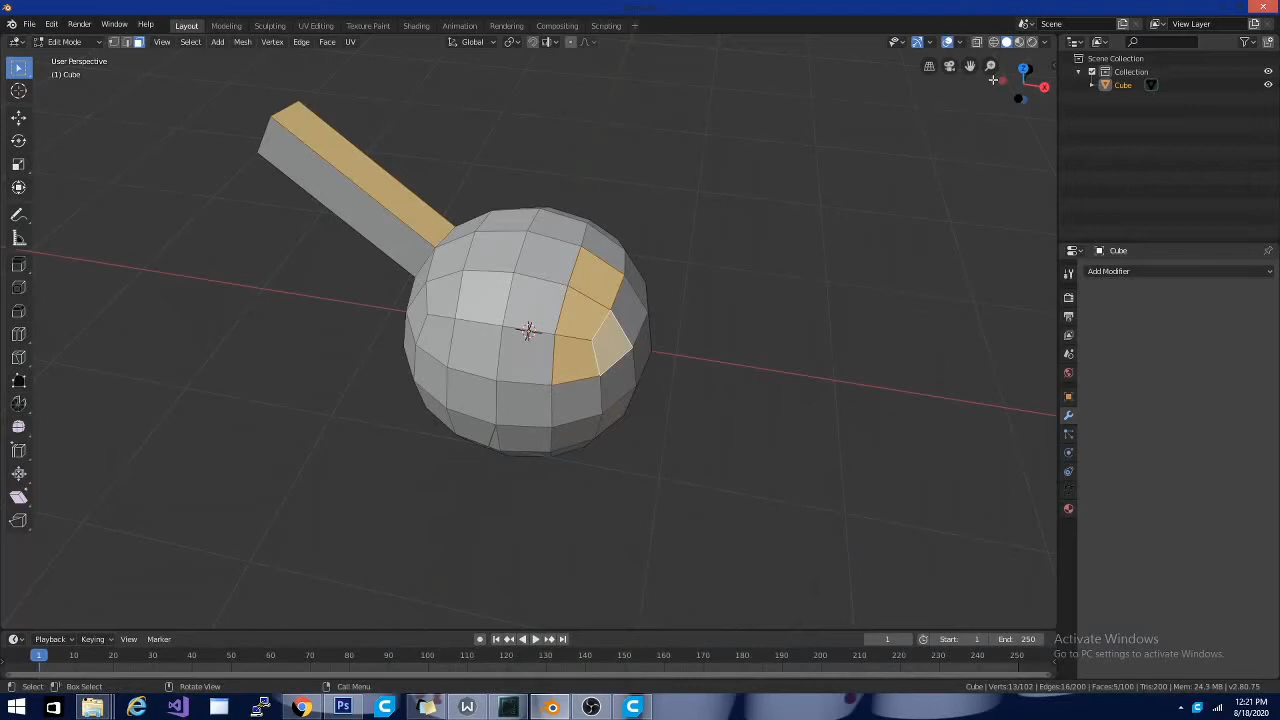 File Edit Render Window Help Layout Modeling Sculpting UV Editing Texture Paint Shading Animation Rendering Compositing Scripting + Scene View Layer
Edit Mode View Select Add Mesh Vertex Edge Face UV Global
User Perspective
(1) Cube
Z
X
Scene Collection
Collection
Cube
Cube
Add Modifier
Playback Keying View Marker 1 Start: 1 End: 250
1 10 20 30 40 50 60 70 80 90 100 110 120 130 140 150 160 170 180 190 200 210 220 230 240 250
Activate Windows
Go to PC settings to activate Windows.
Select Box Select Rotate View Call Menu Cube | Verts:13/102 | Edges:16/200 | Faces:5/100 | Tris:200 | Mem: 24.3 MB | v2.80.75
12:21 PM
8/18/2020